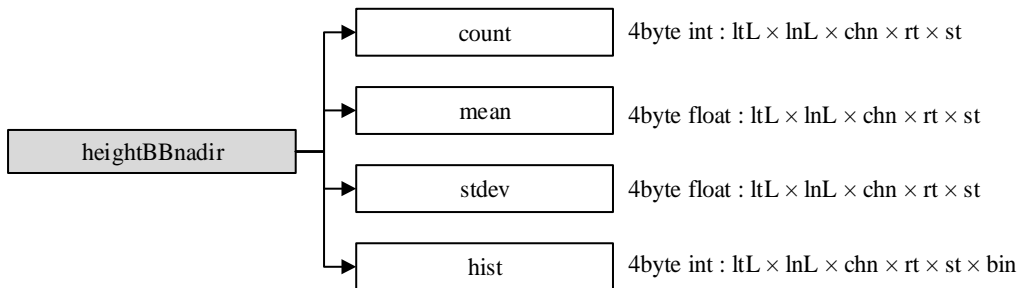 count 4byte int : ltL × lnL × chn × rt × st
mean 4byte float : ltL × lnL × chn × rt × st
heightBBnadir
stdev 4byte float : ltL × lnL × chn × rt × st
hist 4byte int : ltL × lnL × chn × rt × st × bin